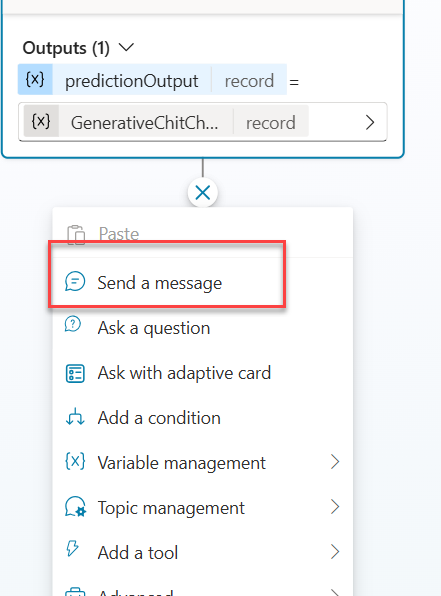 Outputs (1)
{x} predictionOutput record =
{x} GenerativeChitCh... record
Paste
Send a message
Ask a question
Ask with adaptive card
Add a condition
{x} Variable management
Topic management
Add a tool
Advanced